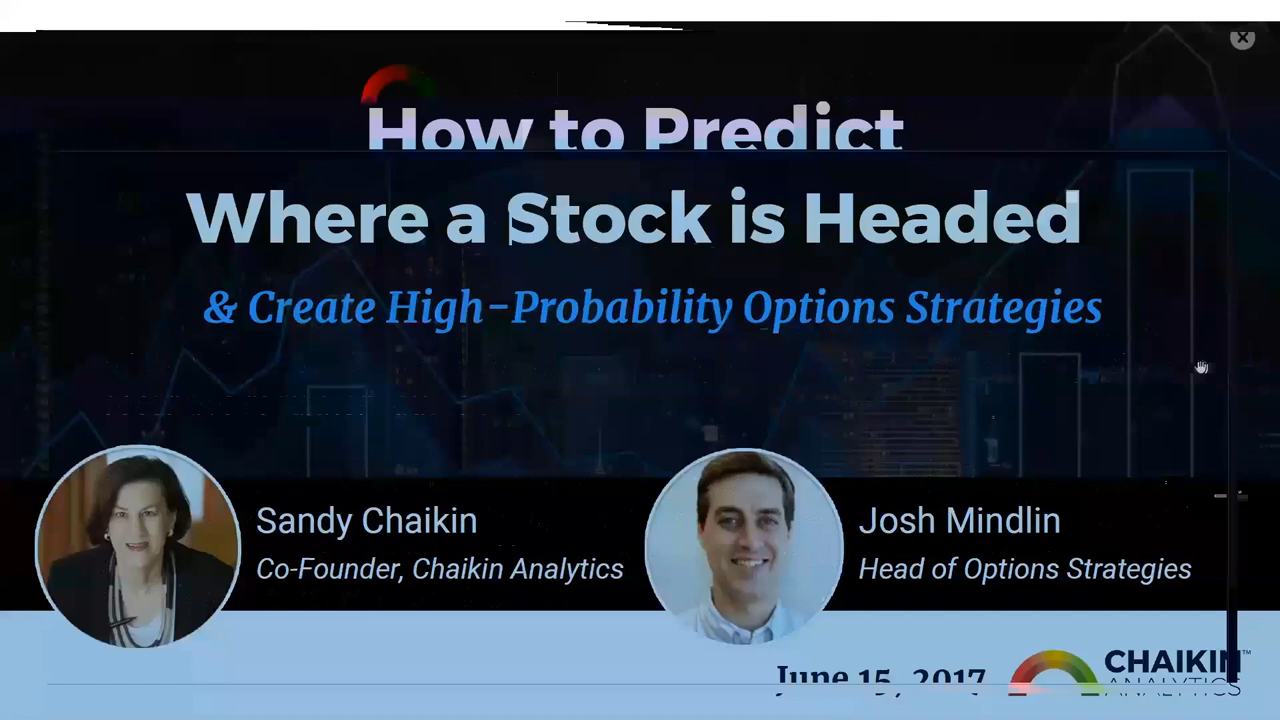 How to Predict
Where a Stock is Headed
& Create High-Probability Options Strategies
Sandy Chaikin
Co-Founder, Chaikin Analytics
Josh Mindlin
Head of Options Strategies
June 15, 2017
CHAIKIN™
ANALYTICS